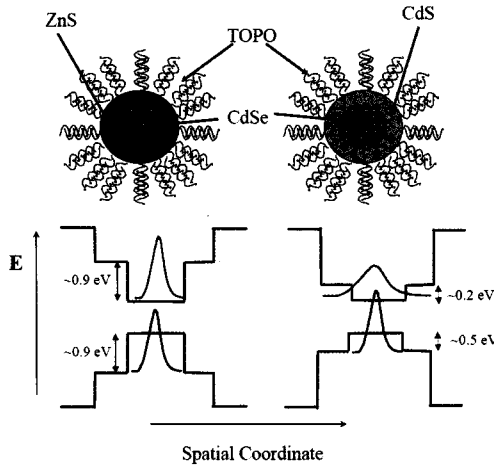 ZnS
CdS
TOPO
CdSe
E
~0.9 eV
~0.2 eV
~0.9 eV
~0.5 eV
Spatial Coordinate